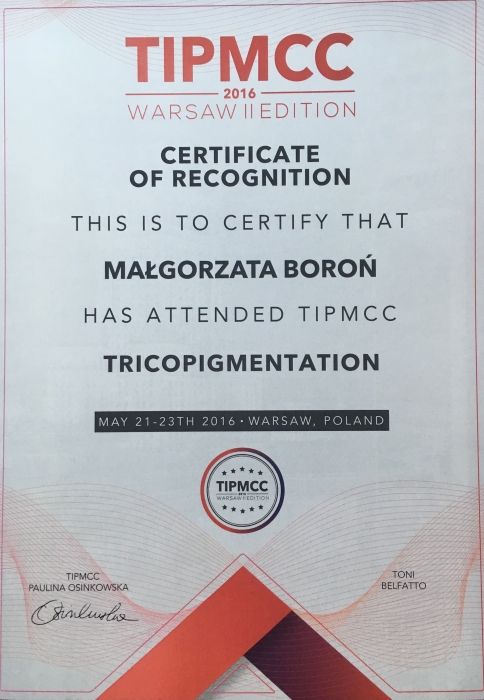 TIPMCC
2016
WARSAW II EDITION
CERTIFICATE
OF RECOGNITION
THIS IS TO CERTIFY THAT
MAŁGORZATA BOROŃ
HAS ATTENDED TIPMCC
TRICOPIGMENTATION
MAY 21-23TH 2016 • WARSAW, POLAND
TIPMCC
2016
WARSAW II EDITION
TIPMCC
PAULINA OSINKOWSKA
TONI
BELFATTO